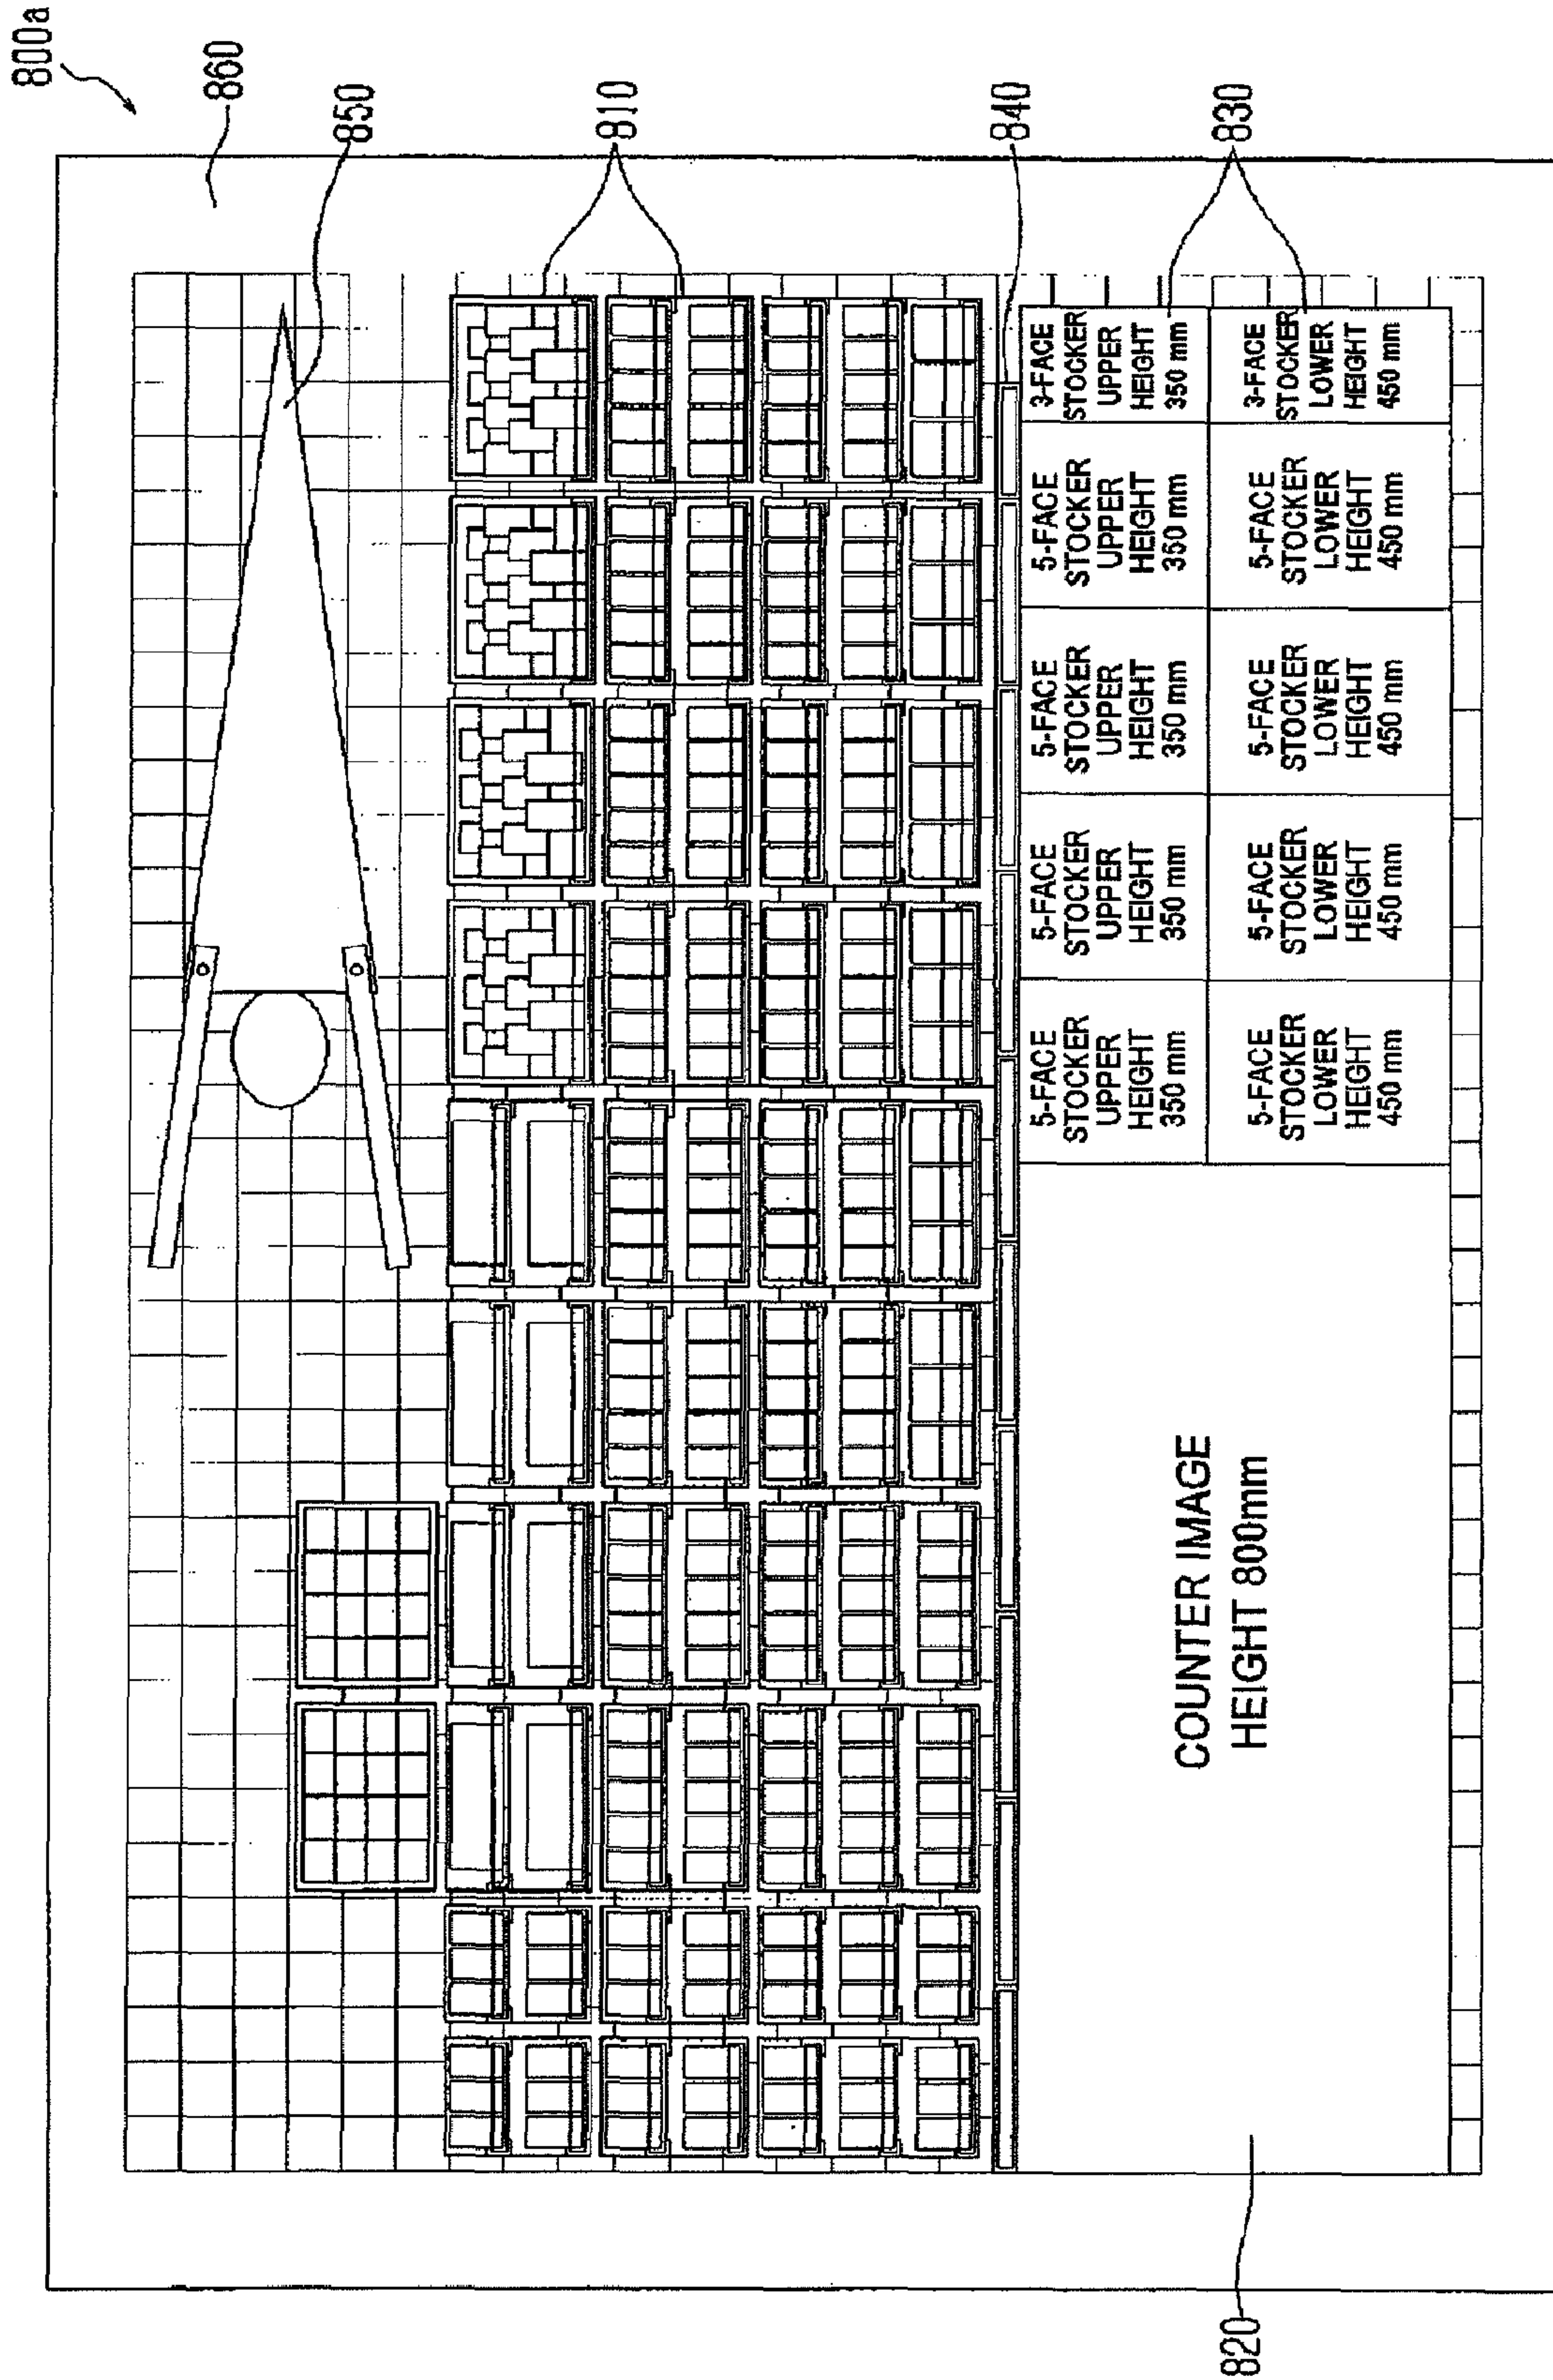 800a
860
850
810
840
830
5-FACE
STOCKER
UPPER
HEIGHT
350 mm
5-FACE
STOCKER
UPPER
HEIGHT
350 mm
5-FACE
STOCKER
UPPER
HEIGHT
350 mm
5-FACE
STOCKER
UPPER
HEIGHT
350 mm
3-FACE
STOCKER
UPPER
HEIGHT
350 mm
COUNTER IMAGE
HEIGHT 800mm
5-FACE
STOCKER
LOWER
HEIGHT
450 mm
5-FACE
STOCKER
LOWER
HEIGHT
450 mm
5-FACE
STOCKER
LOWER
HEIGHT
450 mm
5-FACE
STOCKER
LOWER
HEIGHT
450 mm
3-FACE
STOCKER
LOWER
HEIGHT
450 mm
820